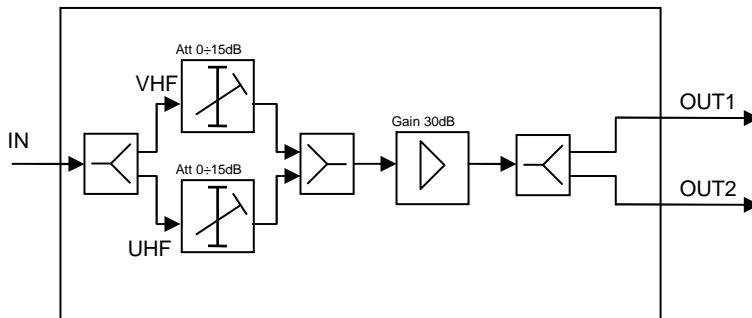 Att 0÷15dB
VHF
IN
Gain 30dB
OUT1
Att 0÷15dB
OUT2
UHF